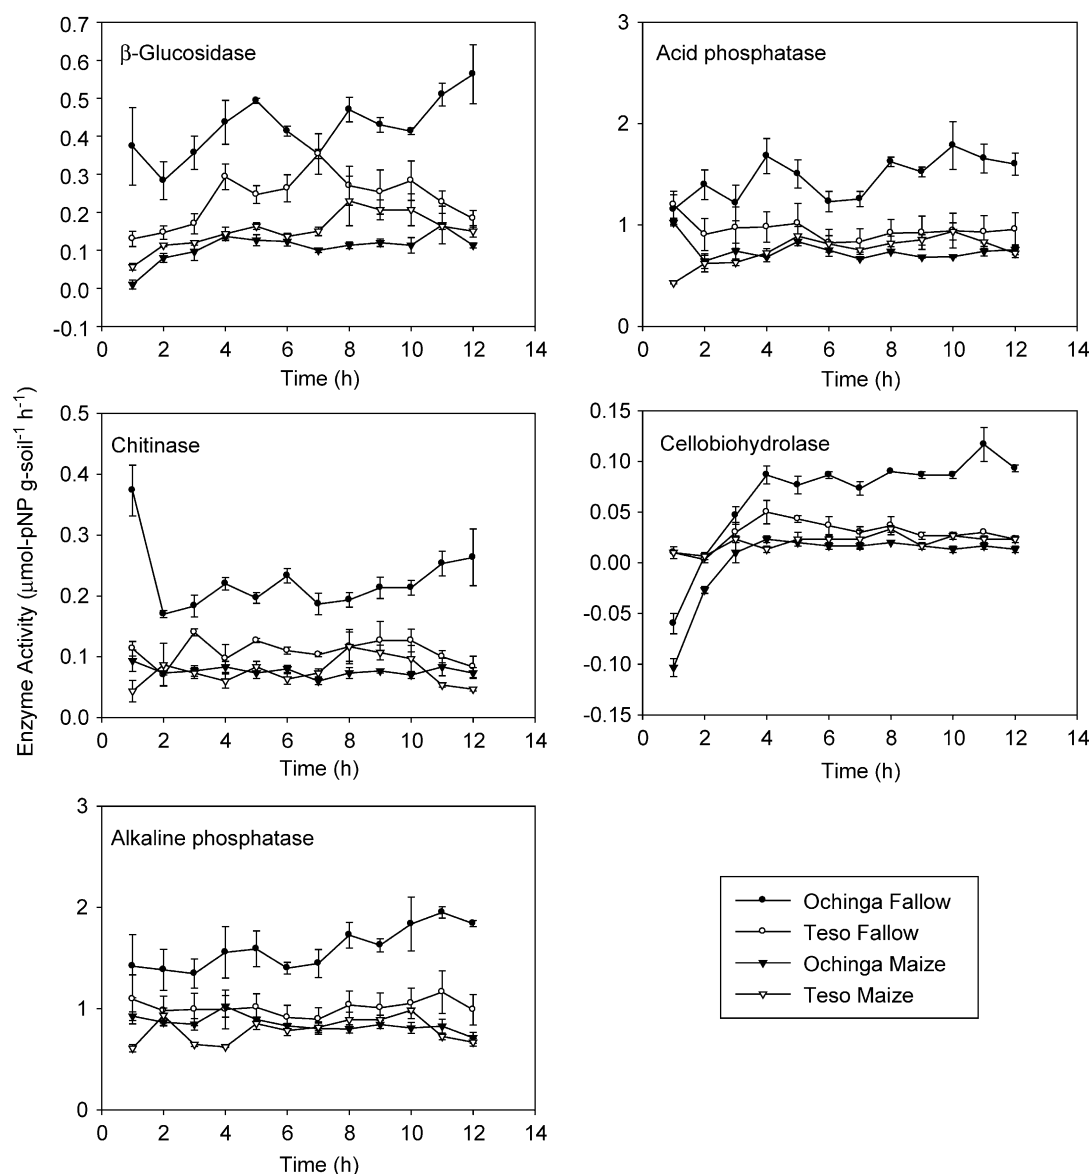 β-Glucosidase
0.7
0.6
0.5
0.4
0.3
0.2
0.1
0.0
-0.1
0 2 4 6 8 10 12 14
Time (h)
Acid phosphatase
3
2
1
0
0 2 4 6 8 10 12 14
Time (h)
Enzyme Activity (μmol-pNP g-soil⁻¹ h⁻¹)
Chitinase
0.5
0.4
0.3
0.2
0.1
0.0
0 2 4 6 8 10 12 14
Time (h)
Cellobiohydrolase
0.15
0.10
0.05
0.00
-0.05
-0.10
-0.15
0 2 4 6 8 10 12 14
Time (h)
Alkaline phosphatase
3
2
1
0
0 2 4 6 8 10 12 14
Time (h)
Ochinga Fallow
Teso Fallow
Ochinga Maize
Teso Maize